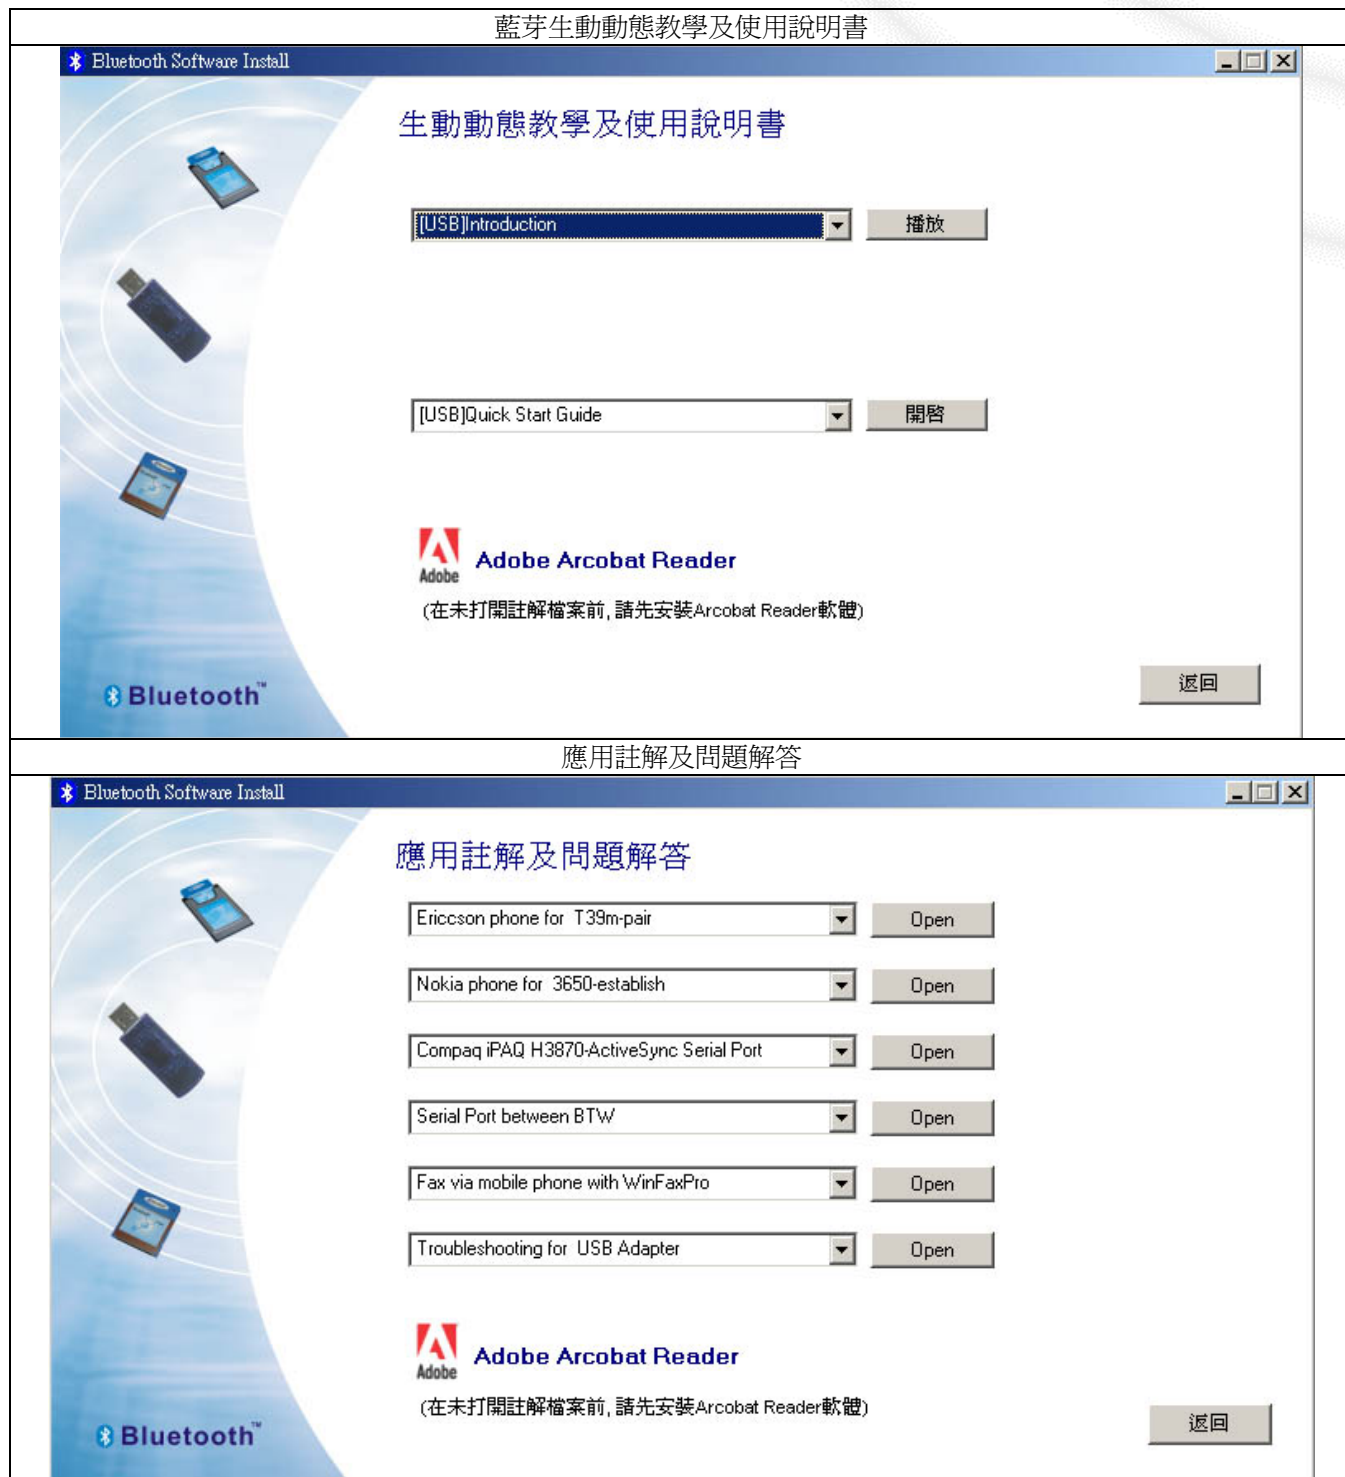 藍芽生動動態教學及使用說明書
Bluetooth Software Install
生動動態教學及使用說明書
[USB]Introduction
播放
[USB]Quick Start Guide
開啓
Adobe
Adobe Arcobat Reader
(在未打開註解檔案前,請先安裝Arcobat Reader軟體)
返回
Bluetooth™
應用註解及問題解答
Bluetooth Software Install
應用註解及問題解答
Ericcson phone for T39m-pair
Open
Nokia phone for 3650-establish
Open
Compaq iPAQ H3870-ActiveSync Serial Port
Open
Serial Port between BTW
Open
Fax via mobile phone with WinFaxPro
Open
Troubleshooting for USB Adapter
Open
Adobe
Adobe Arcobat Reader
(在未打開註解檔案前,請先安裝Arcobat Reader軟體)
返回
Bluetooth™